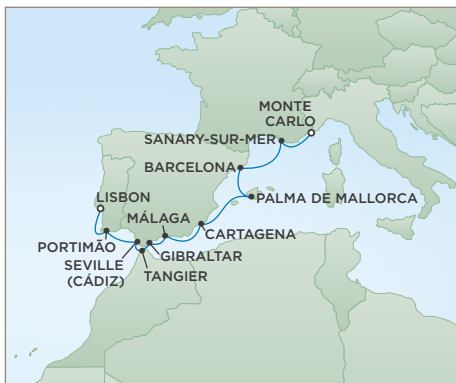 MONTE
CARLO
SANARY-SUR-MER
BARCELONA
PALMA DE MALLORCA
LISBON
MÁLAGA
CARTAGENA
PORTIMÃO
GIBRALTAR
SEVILLE
(CÁDIZ)
TANGIER